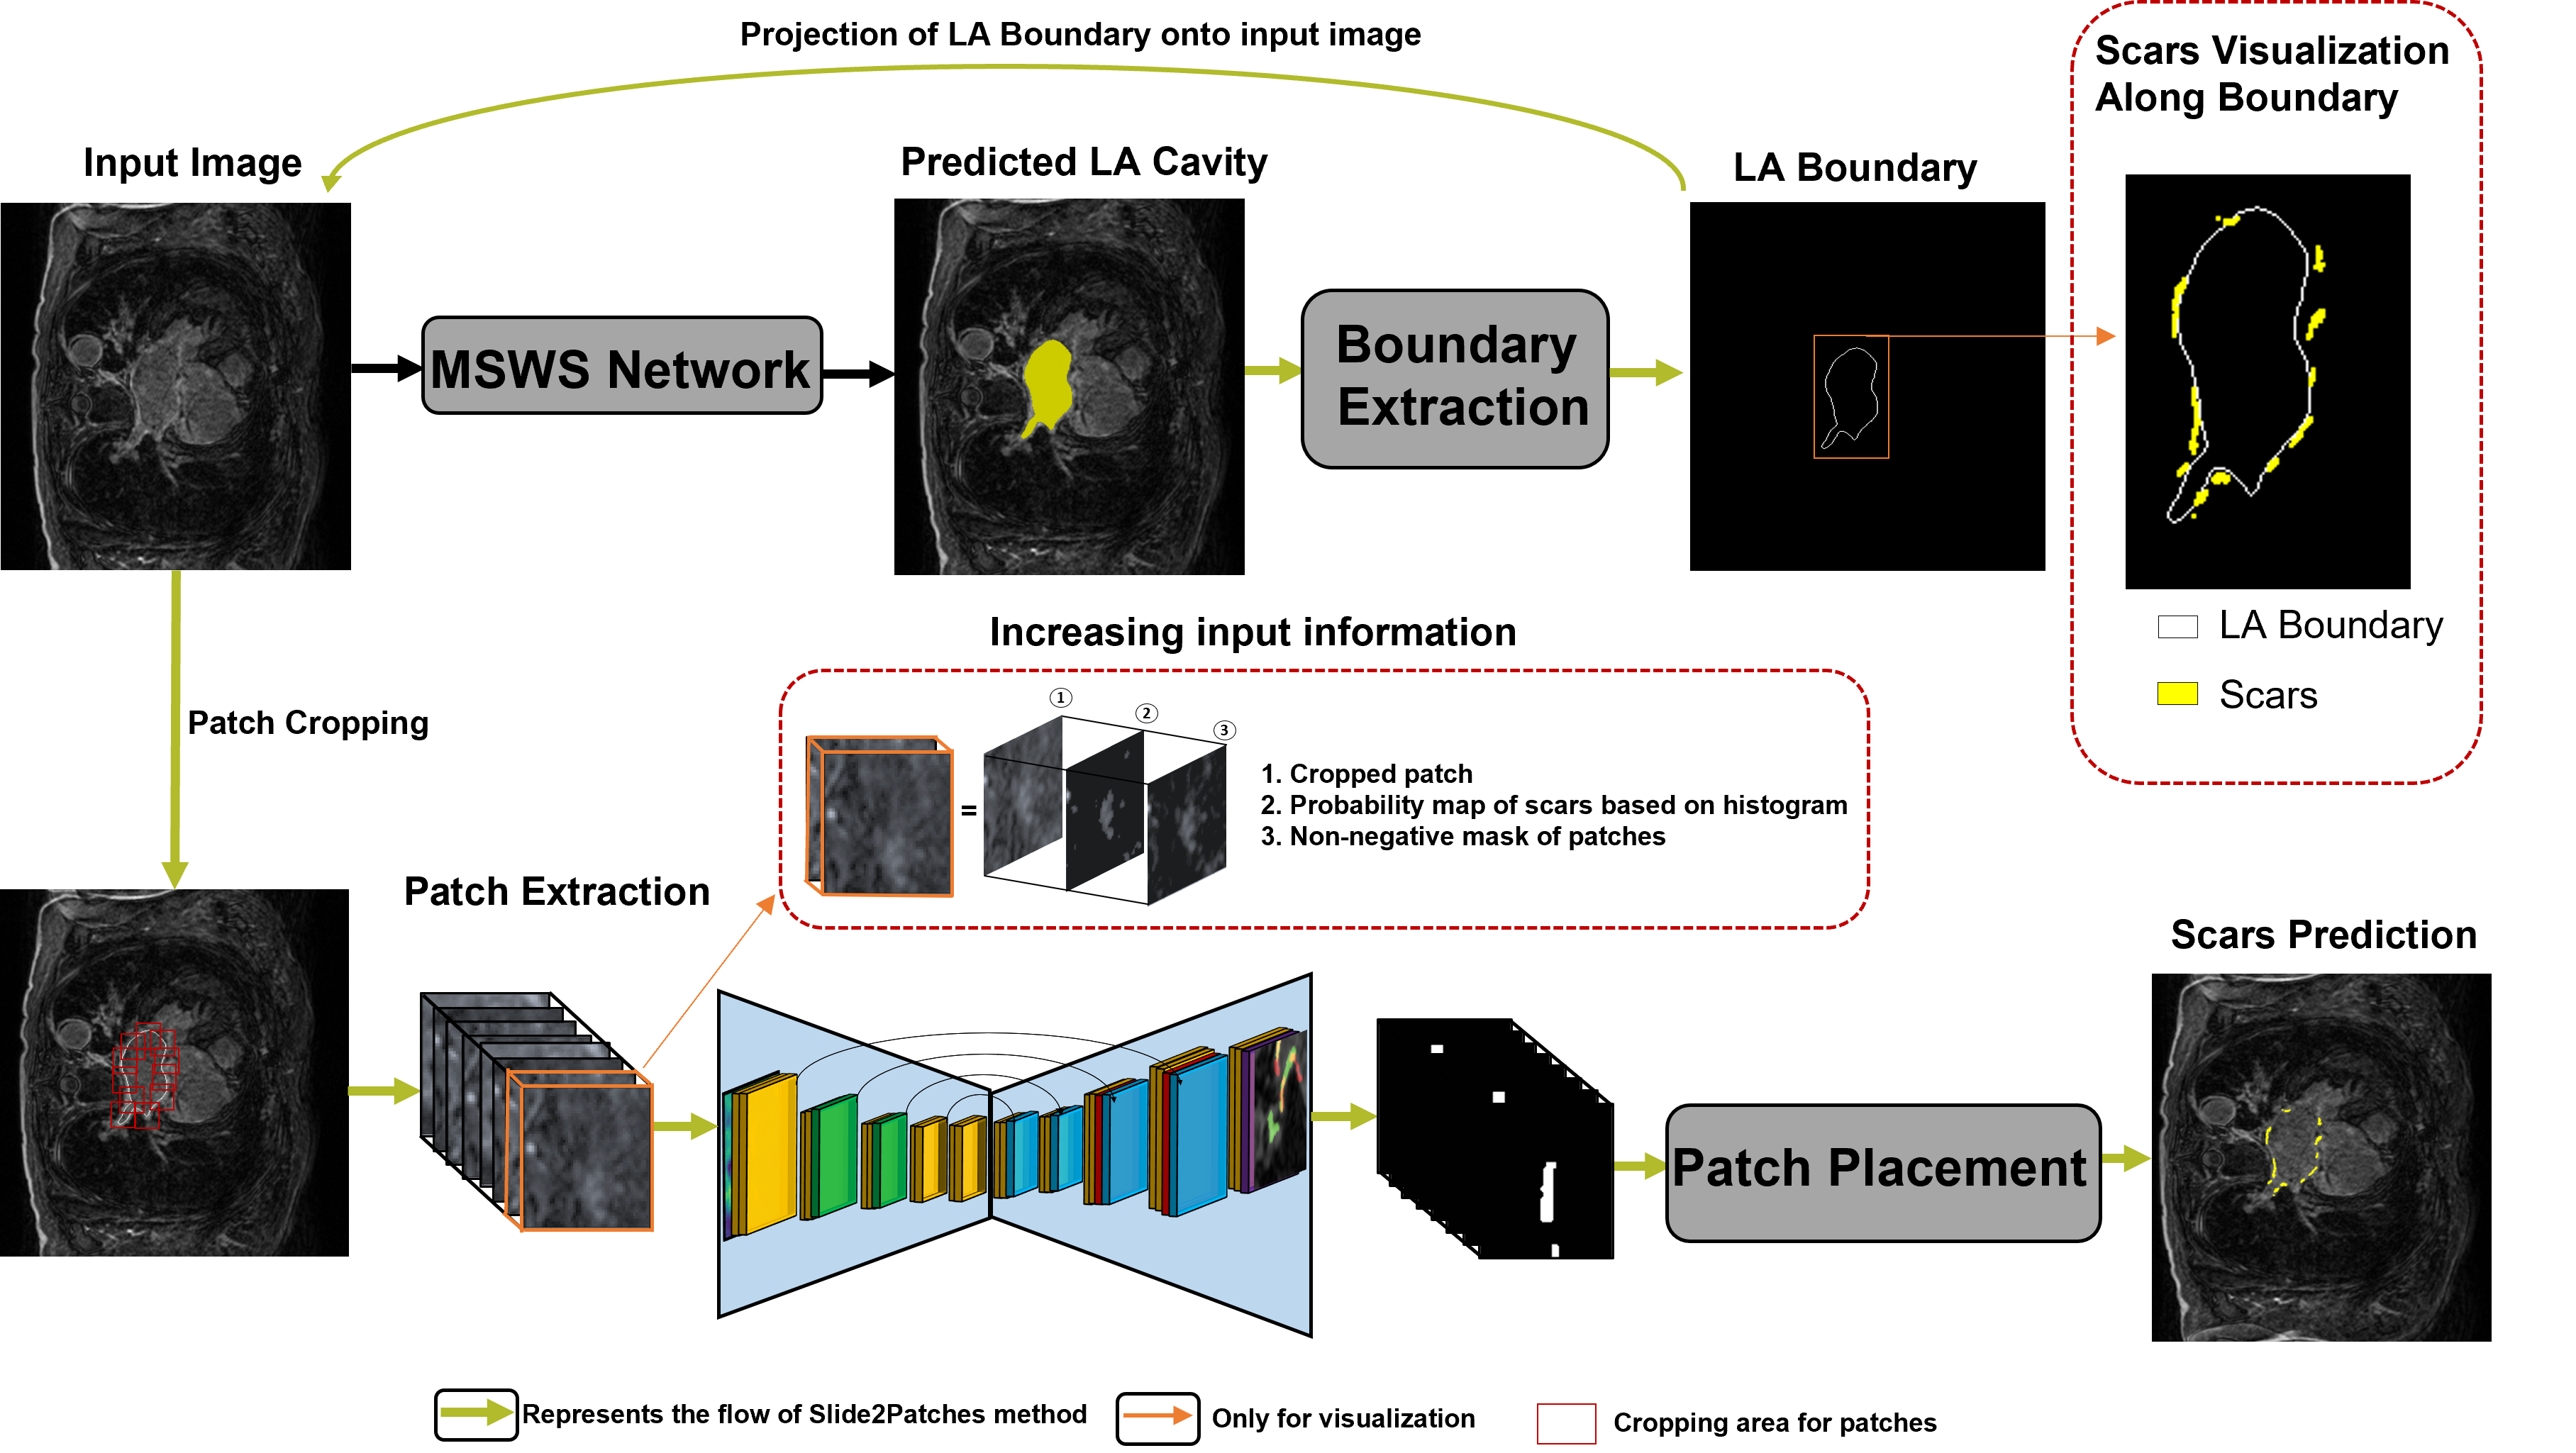 Projection of LA Boundary onto input image
Scars Visualization
Along Boundary
Input Image
Predicted LA Cavity
LA Boundary
MSWS Network
Boundary
Extraction
LA Boundary
Scars
Increasing input information
Patch Cropping
1
2
3
=
1. Cropped patch
2. Probability map of scars based on histogram
3. Non-negative mask of patches
Patch Extraction
Scars Prediction
Patch Placement
Represents the flow of Slide2Patches method
Only for visualization
Cropping area for patches